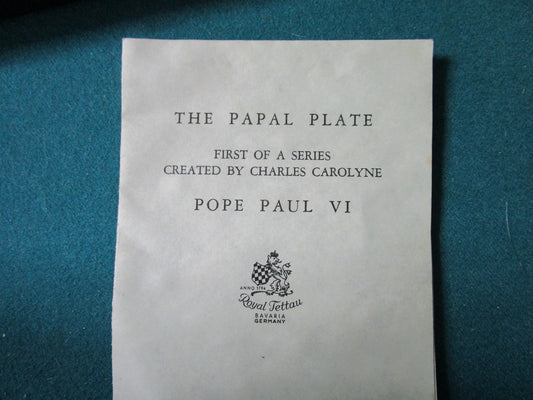 THE PAPAL PLATE
FIRST OF A SERIES
CREATED BY CHARLES CAROLYNE
POPE PAUL VI
ANNO 1794
Royal Tettau
BAVARIA
GERMANY